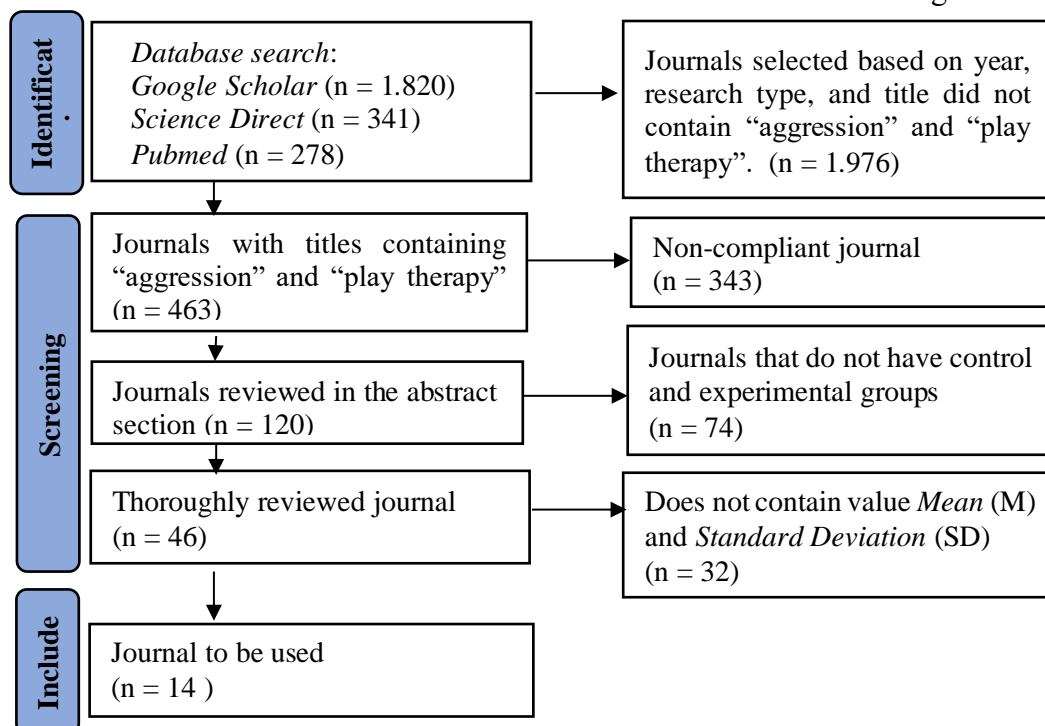 Identificat
.
Database search:
Google Scholar (n = 1.820)
Science Direct (n = 341)
Pubmed (n = 278)
Journals selected based on year,
research type, and title did not
contain “aggression” and “play
therapy”. (n = 1.976)
Screening
Journals with titles containing
“aggression” and “play therapy”
(n = 463)
Non-compliant journal
(n = 343)
Journals reviewed in the abstract
section (n = 120)
Journals that do not have control
and experimental groups
(n = 74)
Thoroughly reviewed journal
(n = 46)
Does not contain value Mean (M)
and Standard Deviation (SD)
(n = 32)
Include
Journal to be used
(n = 14 )